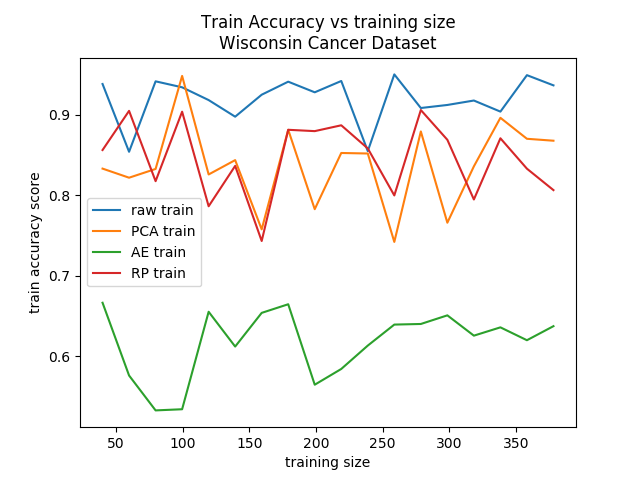 Train Accuracy vs training size
Wisconsin Cancer Dataset
train accuracy score
0.9
0.8
0.7
0.6
raw train
PCA train
AE train
RP train
50
100
150
200
250
300
350
training size